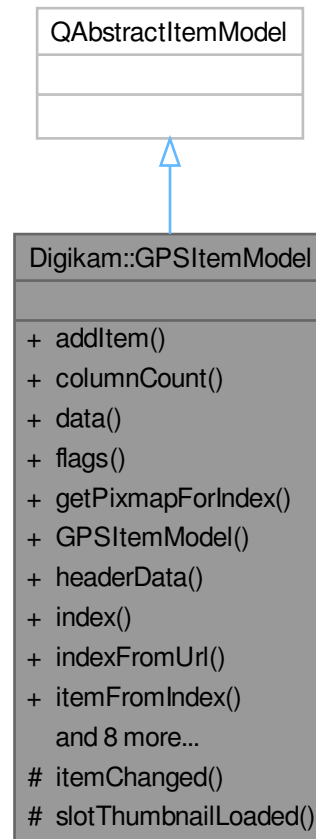 QAbstractItemModel
Digikam::GPSItemModel
+ addItem()
+ columnCount()
+ data()
+ flags()
+ getPixmapForIndex()
+ GPSItemModel()
+ headerData()
+ index()
+ indexFromUrl()
+ itemFromIndex()
and 8 more...
# itemChanged()
# slotThumbnailLoaded()